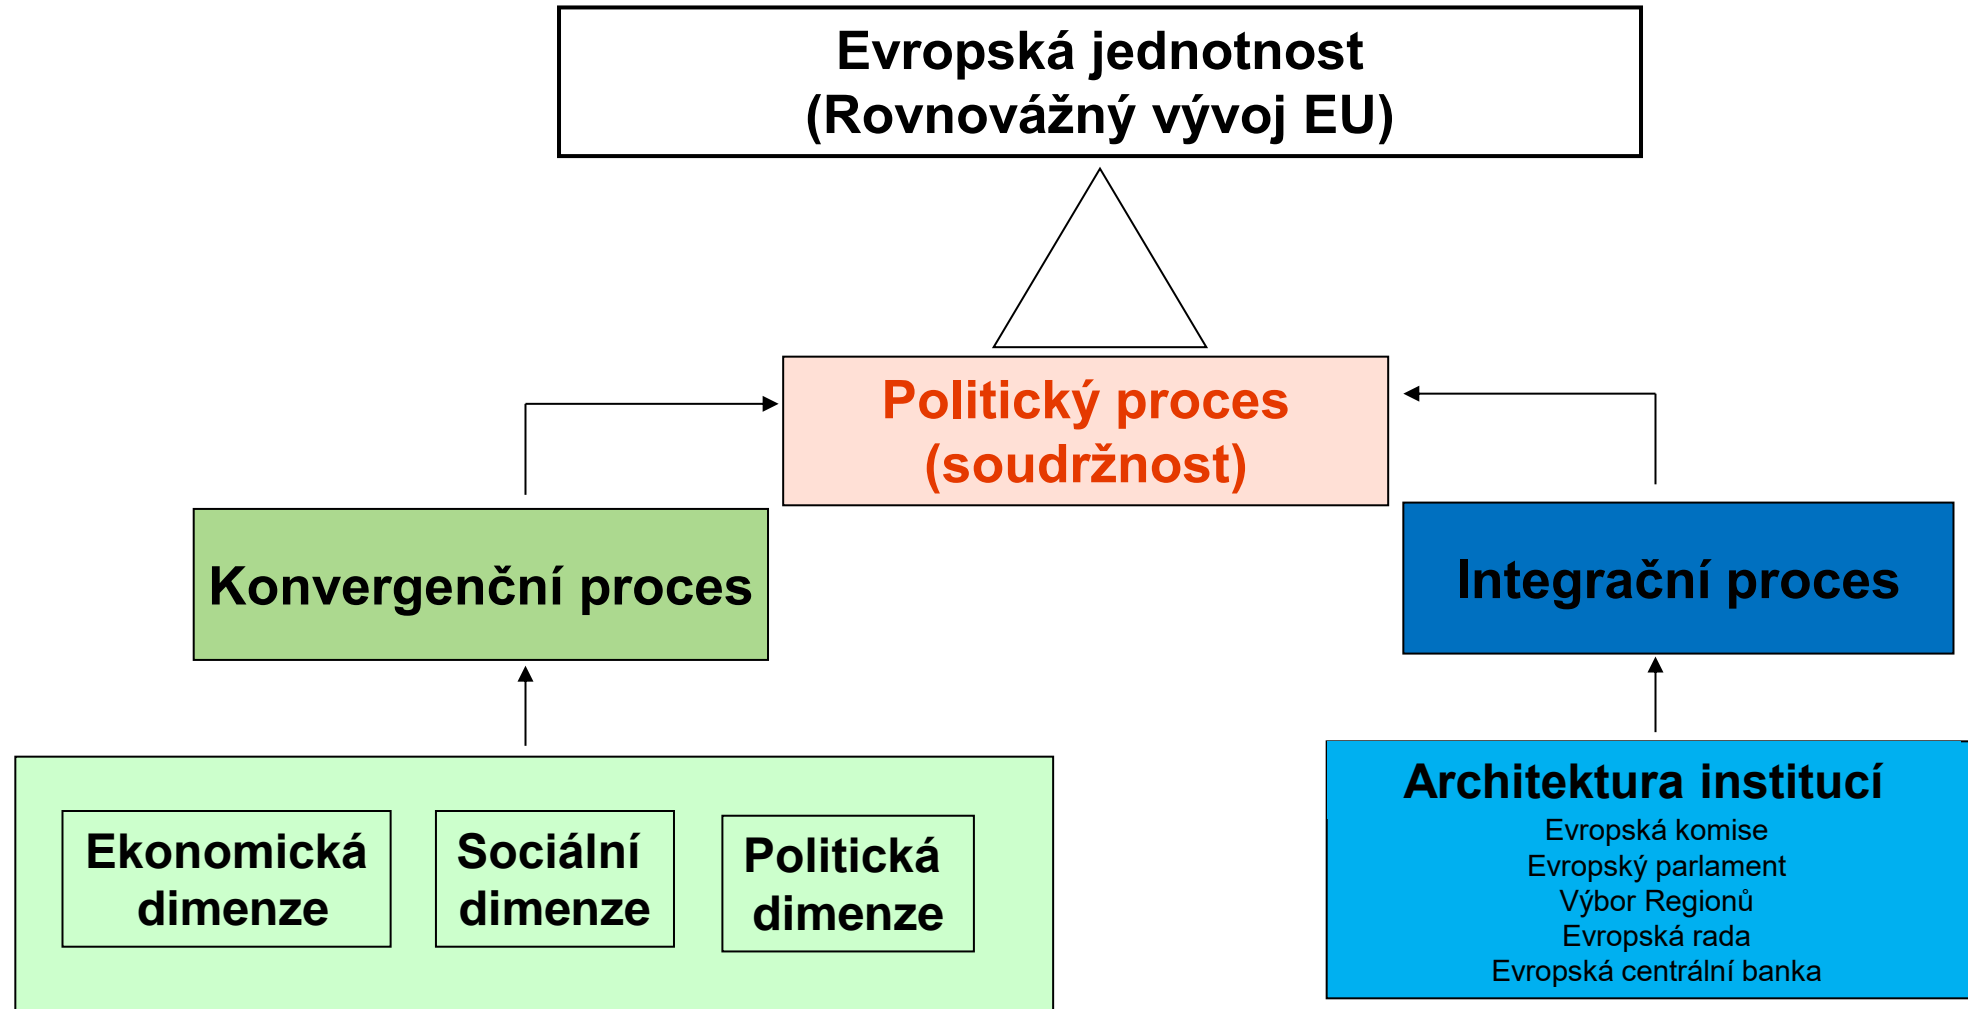 Evropská jednotnost
(Rovnovážný vývoj EU)
Politický proces
(soudržnost)
Konvergenční proces
Integrační proces
Ekonomická
dimenze
Sociální
dimenze
Politická
dimenze
Architektura institucí
Evropská komise
Evropský parlament
Výbor Regionů
Evropská rada
Evropská centrální banka